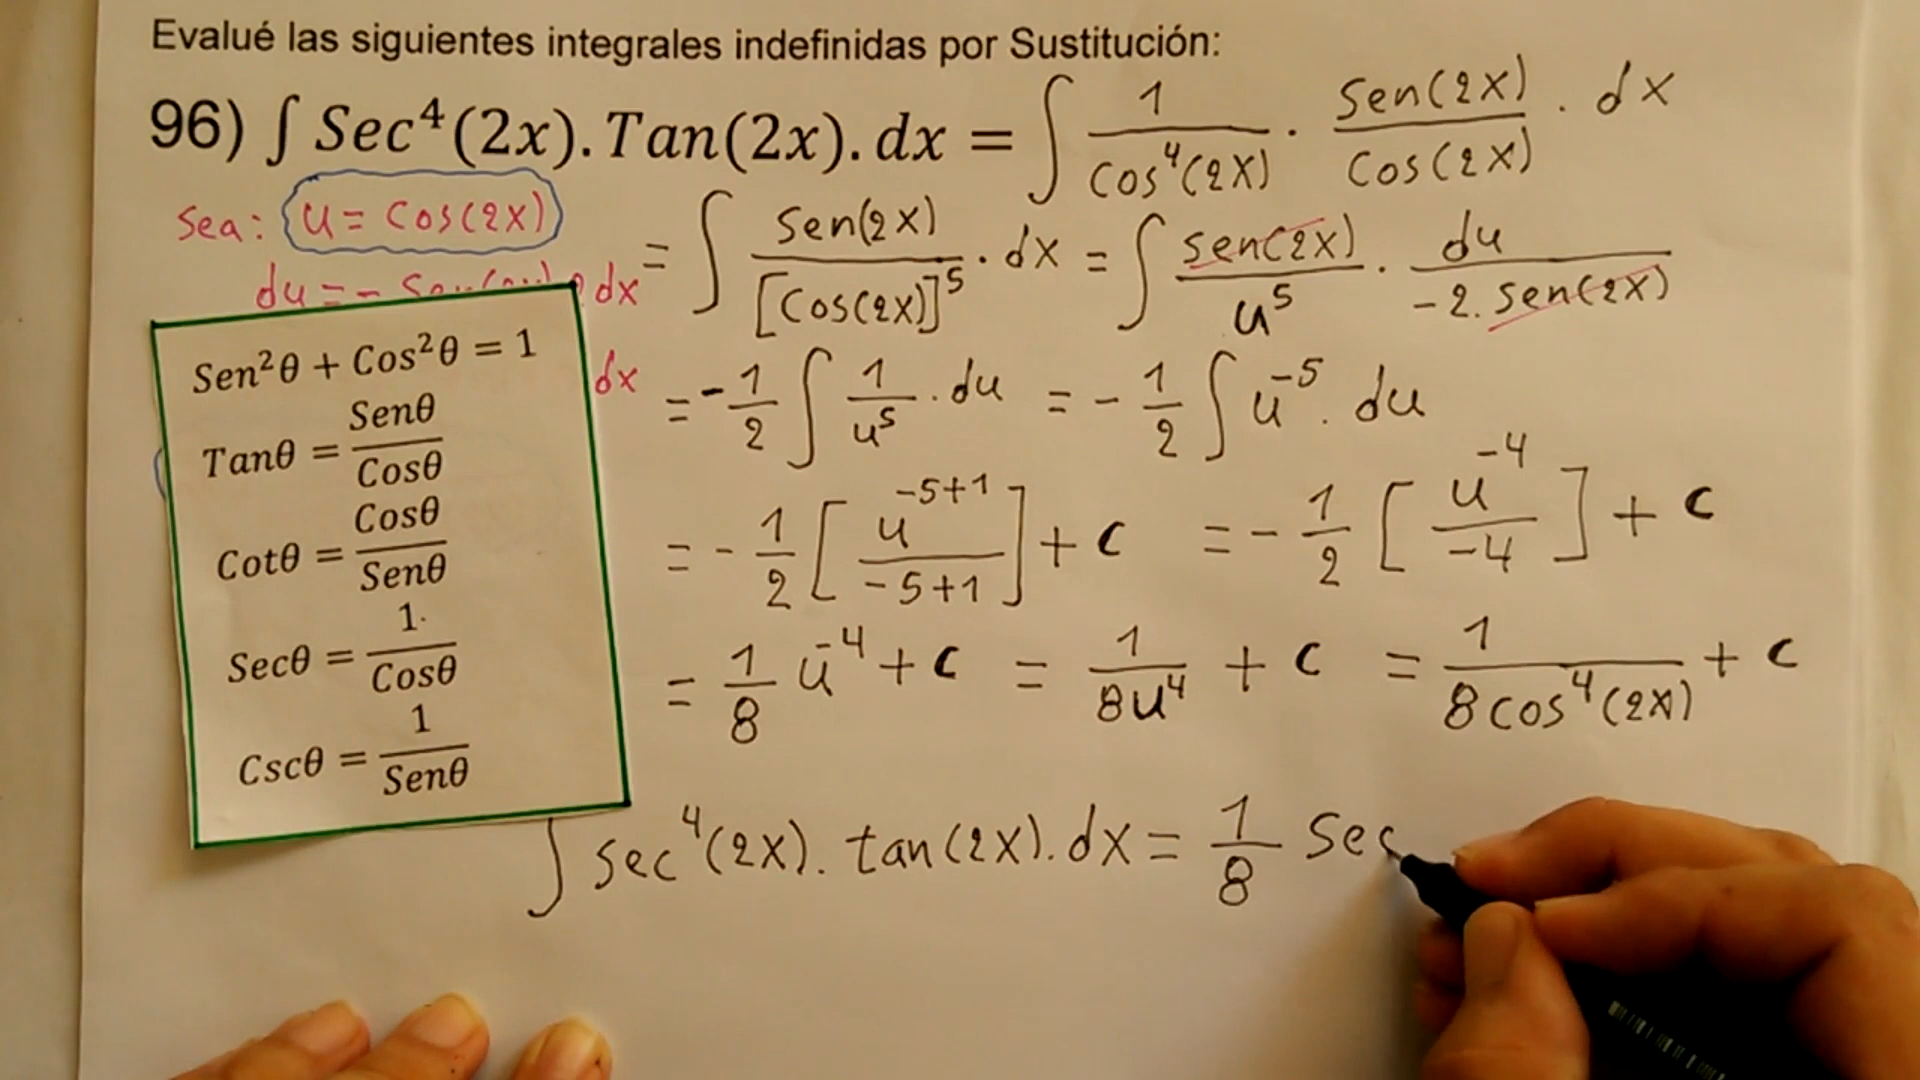 Evalué las siguientes integrales indefinidas por Sustitución:
96) ∫ Sec⁴(2x). Tan(2x). dx = ∫ 1/Cos⁴(2x) · Sen(2x)/Cos(2x) . dx
Sea: u = Cos(2x)
= ∫ Sen(2x)/[Cos(2x)]⁵ . dx = ∫ sen(2x)/u⁵ . du/-2.sen(2x)
du = - dx
dx
= -1/2 ∫ 1/u⁵ . du = -1/2 ∫ u⁻⁵ . du
= -1/2 [u⁻⁵⁺¹/-5+1] + C = -1/2 [u⁻⁴/-4] + C
= 1/8 u⁻⁴ + C = 1/8u⁴ + C = 1/8cos⁴(2x) + C
∫ Sec⁴(2x). tan(2x). dx = 1/8 Sec
Sen²θ + Cos²θ = 1
Tanθ = Senθ/Cosθ
Cotθ = Cosθ/Senθ
Secθ = 1/Cosθ
Cscθ = 1/Senθ